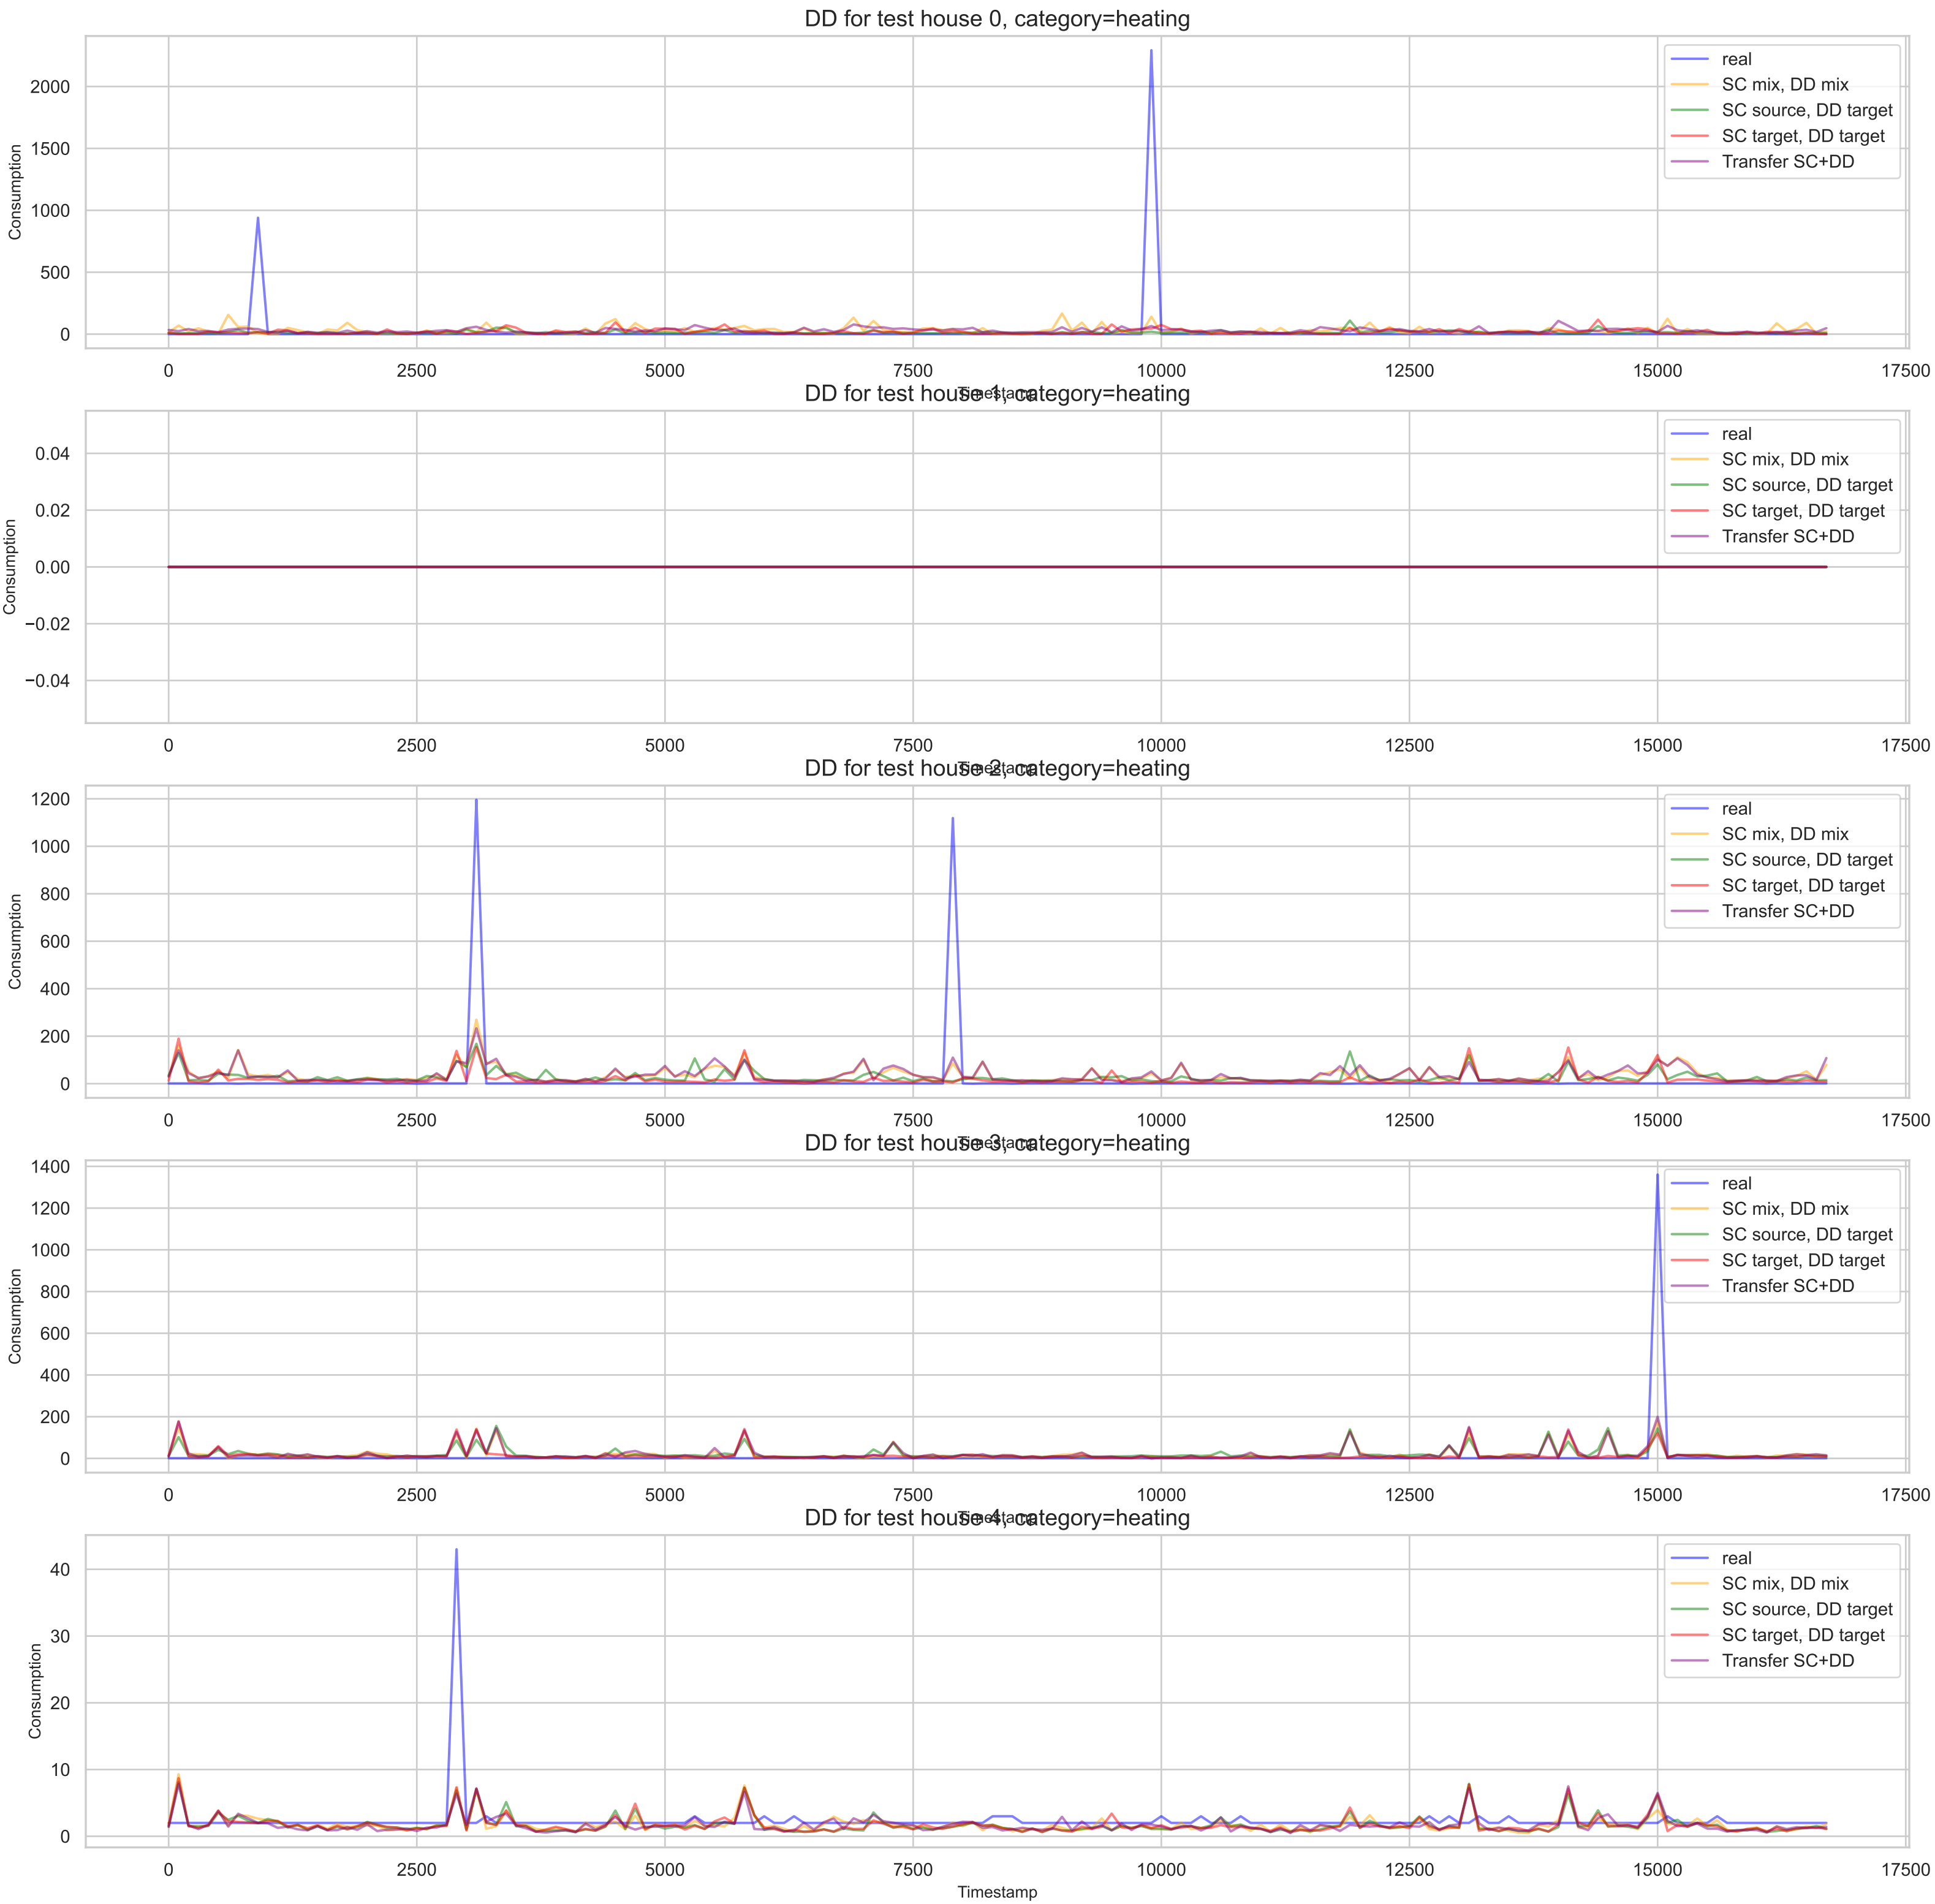 DD for test house 0, category=heating
Consumption
2000
1500
1000
500
0
real
SC mix, DD mix
SC source, DD target
SC target, DD target
Transfer SC+DD
0 2500 5000 7500 10000 12500 15000 17500
Timestamp
DD for test house 1, category=heating
Consumption
0.04
0.02
0.00
−0.02
−0.04
real
SC mix, DD mix
SC source, DD target
SC target, DD target
Transfer SC+DD
0 2500 5000 7500 10000 12500 15000 17500
Timestamp
DD for test house 2, category=heating
Consumption
1200
1000
800
600
400
200
0
real
SC mix, DD mix
SC source, DD target
SC target, DD target
Transfer SC+DD
0 2500 5000 7500 10000 12500 15000 17500
Timestamp
DD for test house 3, category=heating
Consumption
1400
1200
1000
800
600
400
200
0
real
SC mix, DD mix
SC source, DD target
SC target, DD target
Transfer SC+DD
0 2500 5000 7500 10000 12500 15000 17500
Timestamp
DD for test house 4, category=heating
Consumption
40
30
20
10
0
real
SC mix, DD mix
SC source, DD target
SC target, DD target
Transfer SC+DD
0 2500 5000 7500 10000 12500 15000 17500
Timestamp